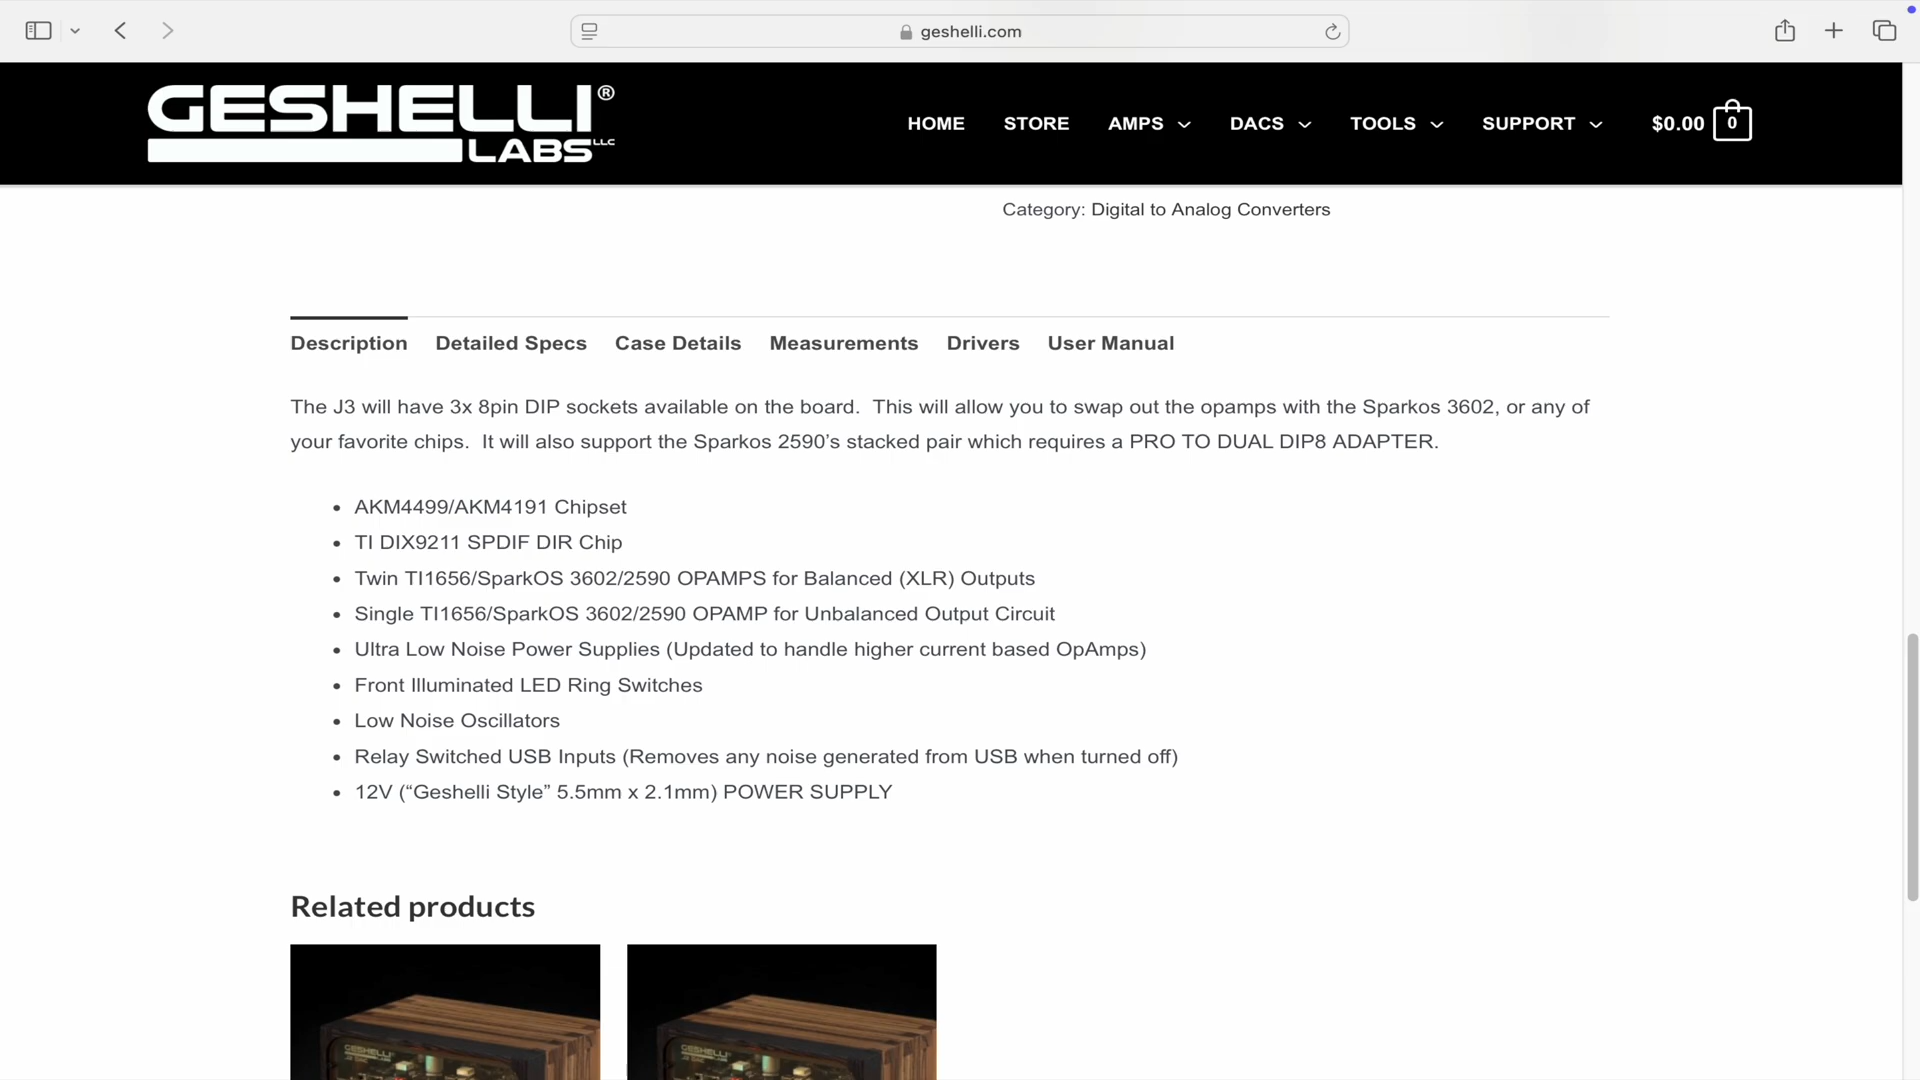 geshelli.com
GESHELLI®
LABS LLC
HOME STORE AMPS DACS TOOLS SUPPORT $0.00 0
Category: Digital to Analog Converters
Description Detailed Specs Case Details Measurements Drivers User Manual
The J3 will have 3x 8pin DIP sockets available on the board.  This will allow you to swap out the opamps with the Sparkos 3602, or any of
your favorite chips.  It will also support the Sparkos 2590’s stacked pair which requires a PRO TO DUAL DIP8 ADAPTER.
• AKM4499/AKM4191 Chipset
• TI DIX9211 SPDIF DIR Chip
• Twin TI1656/SparkOS 3602/2590 OPAMPS for Balanced (XLR) Outputs
• Single TI1656/SparkOS 3602/2590 OPAMP for Unbalanced Output Circuit
• Ultra Low Noise Power Supplies (Updated to handle higher current based OpAmps)
• Front Illuminated LED Ring Switches
• Low Noise Oscillators
• Relay Switched USB Inputs (Removes any noise generated from USB when turned off)
• 12V (“Geshelli Style” 5.5mm x 2.1mm) POWER SUPPLY
Related products
GESHELLI GESHELLI